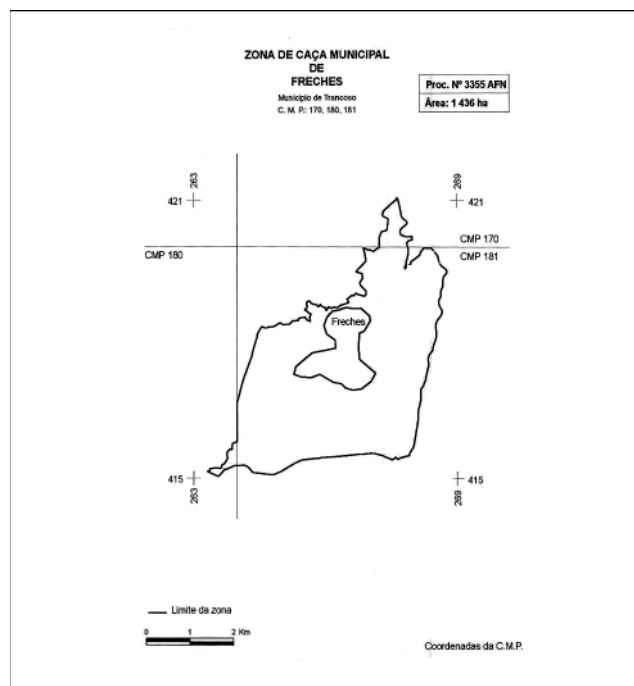 ZONA DE CAÇA MUNICIPAL
DE
FRECHES
Município de Trancoso
C. M. P.: 170, 180, 181
Proc. Nº 3355 AFN
Área: 1 436 ha
263
269
421
421
CMP 170
CMP 180
CMP 181
Freches
415
415
263
269
Limite da zona
0 1 2 Km
Coordenadas da C.M.P.